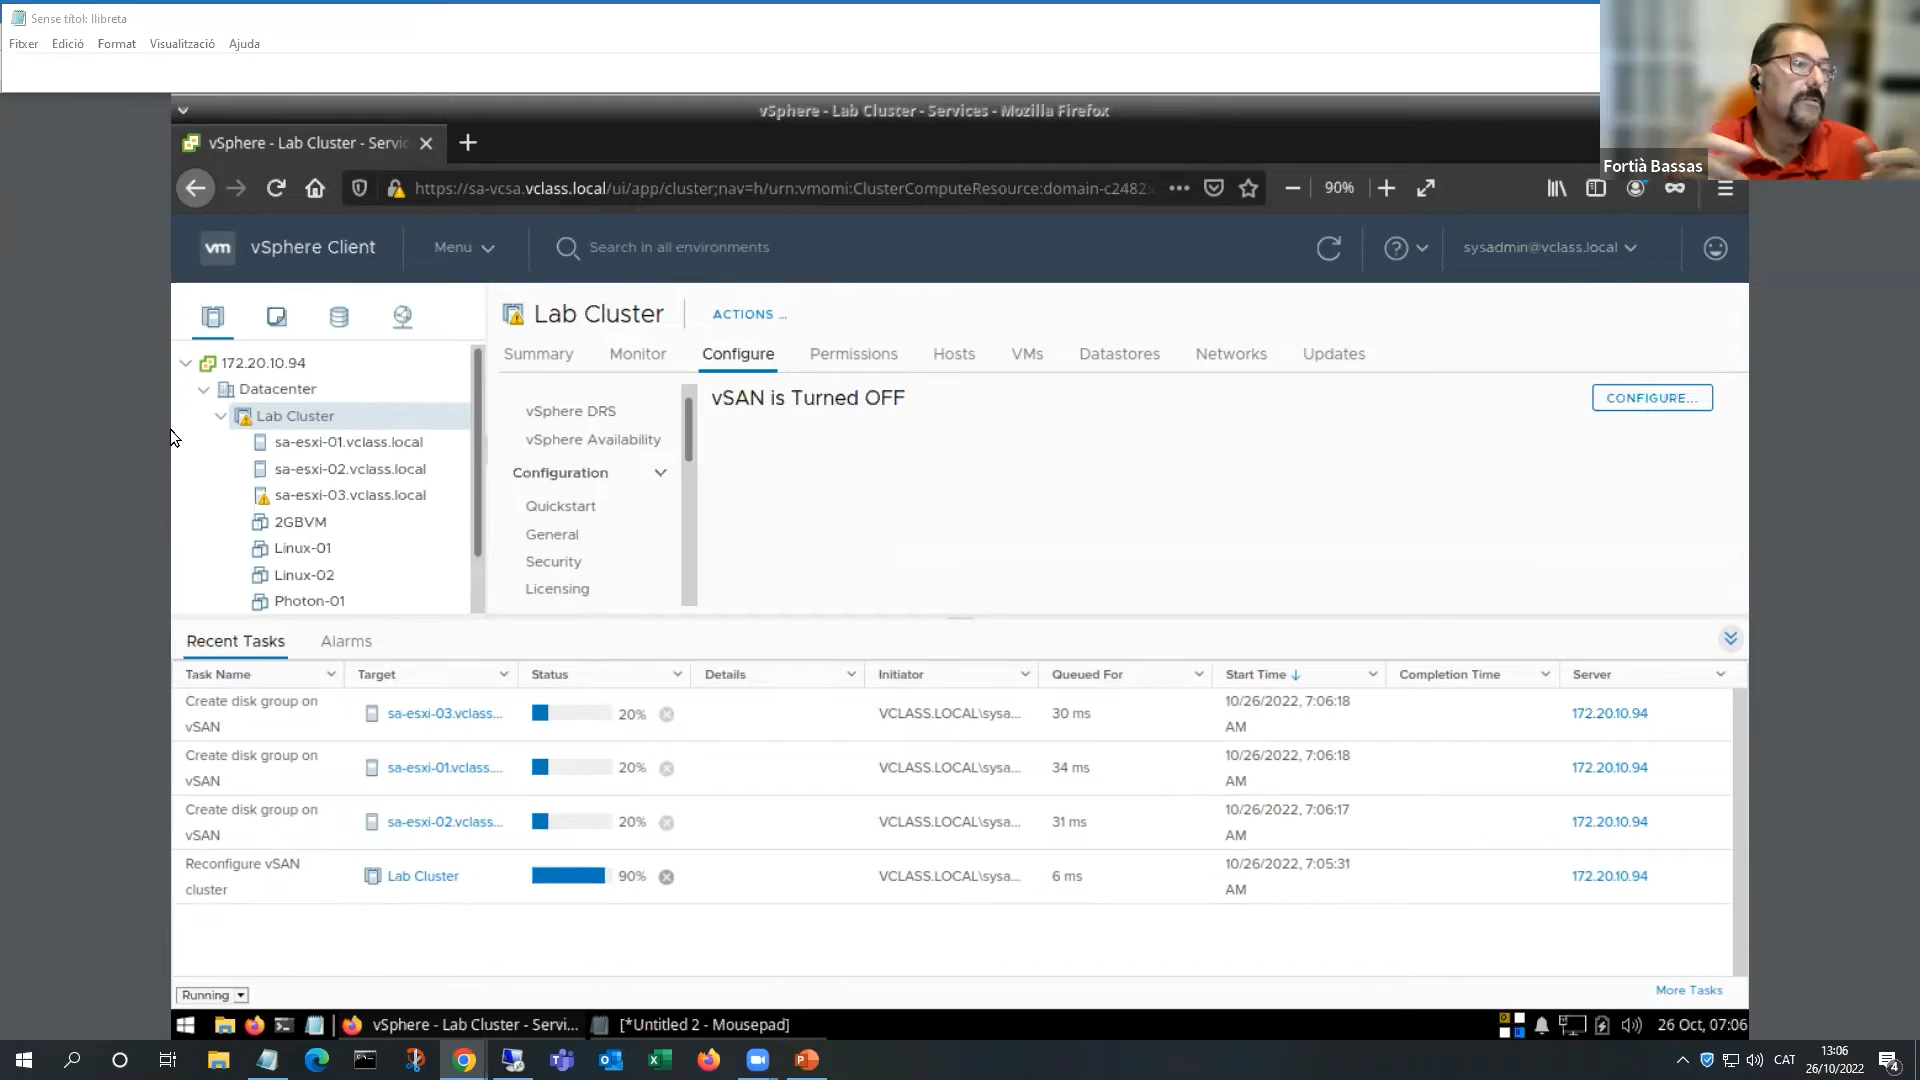 Sense títol: llibreta
Fitxer Edició Format Visualització Ajuda
Fortià Bassas
vSphere - Lab Cluster - Services - Mozilla Firefox
vSphere - Lab Cluster - Servic
https://sa-vcsa.vclass.local/ui/app/cluster;nav=h/urn:vmomi:ClusterComputeResource:domain-c2482:
90%
vm vSphere Client Menu Search in all environments sysadmin@vclass.local
172.20.10.94
Datacenter
Lab Cluster
sa-esxi-01.vclass.local
sa-esxi-02.vclass.local
sa-esxi-03.vclass.local
2GBVM
Linux-01
Linux-02
Photon-01
Lab Cluster ACTIONS
Summary Monitor Configure Permissions Hosts VMs Datastores Networks Updates
vSphere DRS
vSphere Availability
Configuration
Quickstart
General
Security
Licensing
vSAN is Turned OFF CONFIGURE...
Recent Tasks Alarms
Task Name Target Status Details Initiator Queued For Start Time Completion Time Server
Create disk group on vSAN sa-esxi-03.vclass... 20% VCLASS.LOCAL\sysa... 30 ms 10/26/2022, 7:06:18 AM 172.20.10.94
Create disk group on vSAN sa-esxi-01.vclass.... 20% VCLASS.LOCAL\sysa... 34 ms 10/26/2022, 7:06:18 AM 172.20.10.94
Create disk group on vSAN sa-esxi-02.vclass... 20% VCLASS.LOCAL\sysa... 31 ms 10/26/2022, 7:06:17 AM 172.20.10.94
Reconfigure vSAN cluster Lab Cluster 90% VCLASS.LOCAL\sysa... 6 ms 10/26/2022, 7:05:31 AM 172.20.10.94
Running More Tasks
vSphere - Lab Cluster - Servi... [*Untitled 2 - Mousepad] 26 Oct, 07:06
CAT 13:06
26/10/2022
4